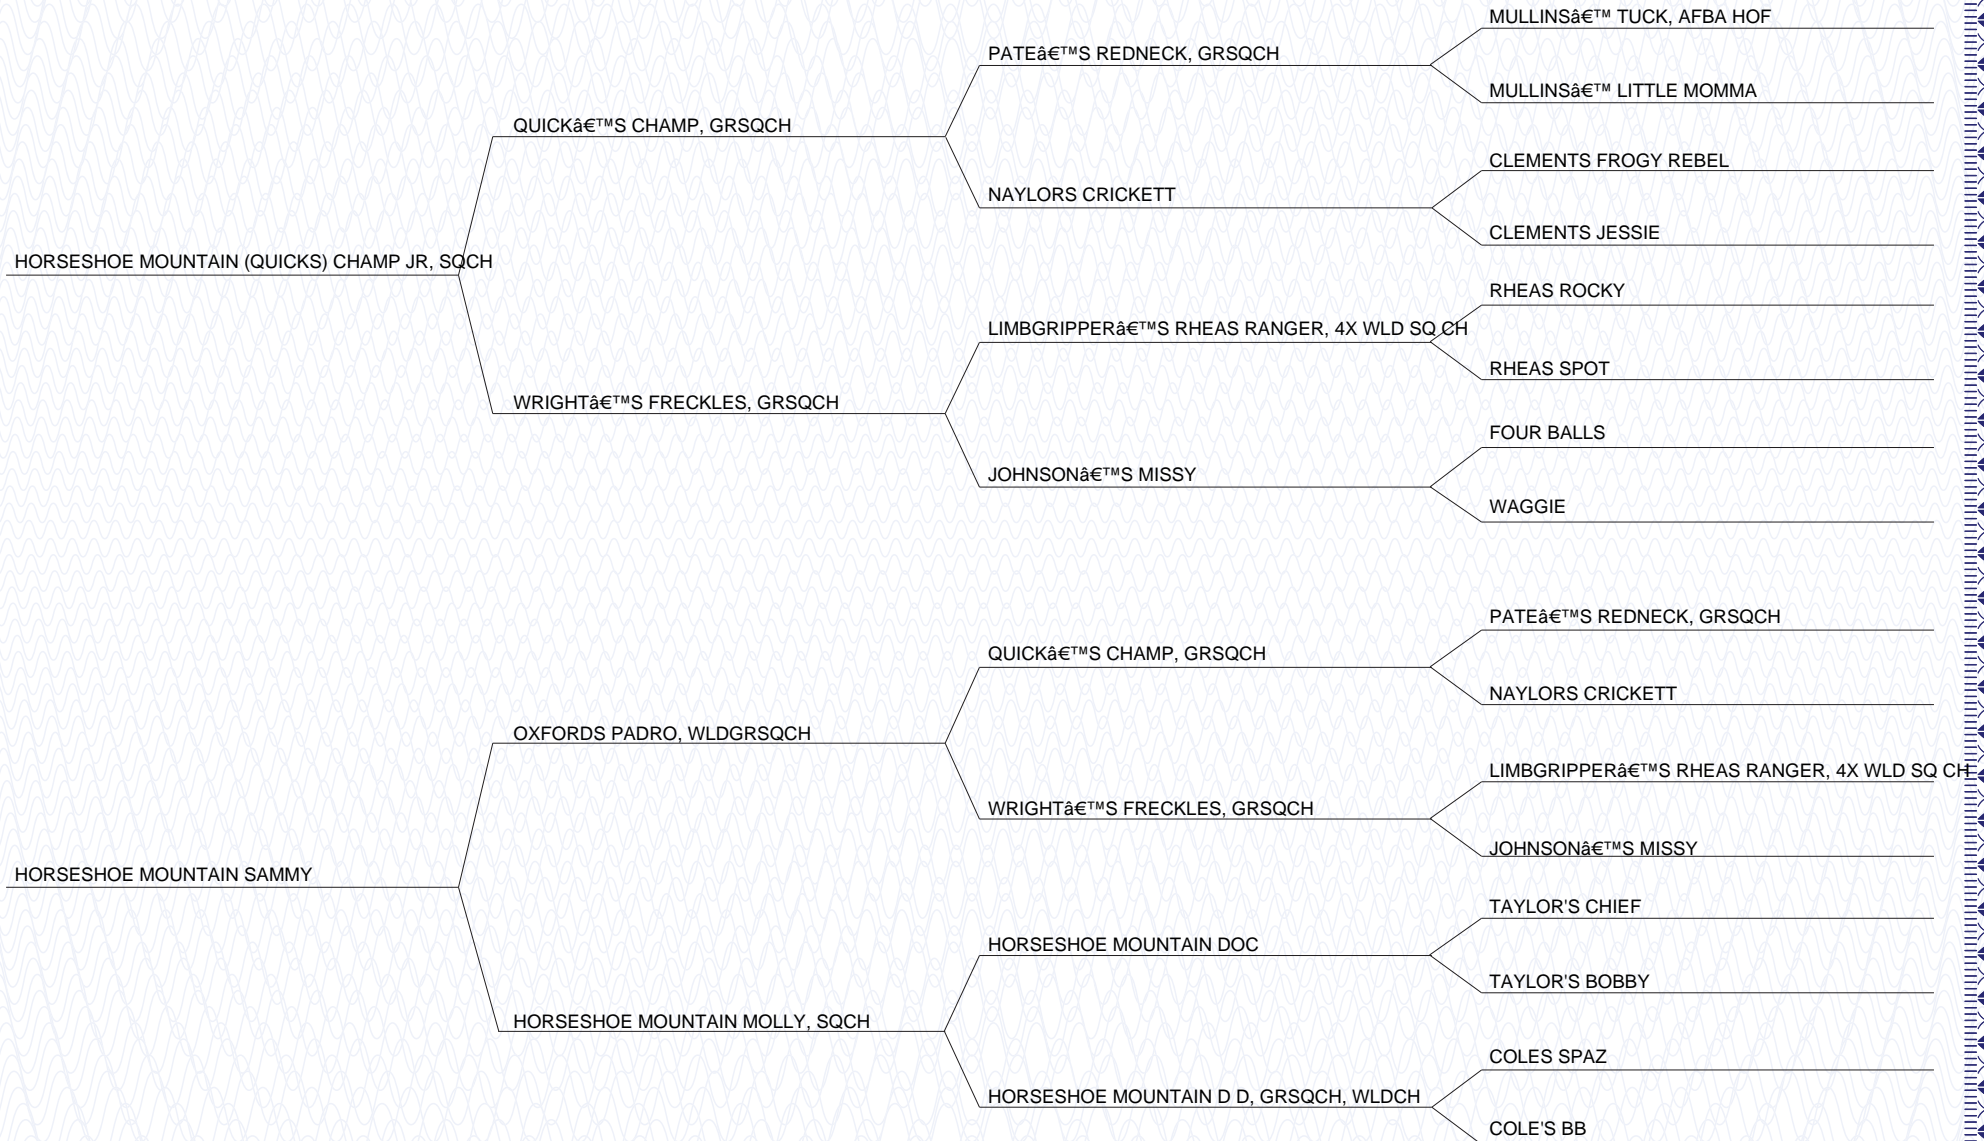 MULLINSâ€™ TUCK, AFBA HOF
PATEâ€™S REDNECK, GRSQCH
MULLINSâ€™ LITTLE MOMMA
QUICKâ€™S CHAMP, GRSQCH
CLEMENTS FROGY REBEL
NAYLORS CRICKETT
CLEMENTS JESSIE
HORSESHOE MOUNTAIN (QUICKS) CHAMP JR, SQCH
RHEAS ROCKY
LIMBGRIPPERâ€™S RHEAS RANGER, 4X WLD SQ CH
RHEAS SPOT
WRIGHTâ€™S FRECKLES, GRSQCH
FOUR BALLS
JOHNSONâ€™S MISSY
WAGGIE
PATEâ€™S REDNECK, GRSQCH
QUICKâ€™S CHAMP, GRSQCH
NAYLORS CRICKETT
OXFORDS PADRO, WLDGRSQCH
LIMBGRIPPERâ€™S RHEAS RANGER, 4X WLD SQ CH
WRIGHTâ€™S FRECKLES, GRSQCH
JOHNSONâ€™S MISSY
HORSESHOE MOUNTAIN SAMMY
TAYLOR'S CHIEF
HORSESHOE MOUNTAIN DOC
TAYLOR'S BOBBY
HORSESHOE MOUNTAIN MOLLY, SQCH
COLES SPAZ
HORSESHOE MOUNTAIN D D, GRSQCH, WLDCH
COLE'S BB